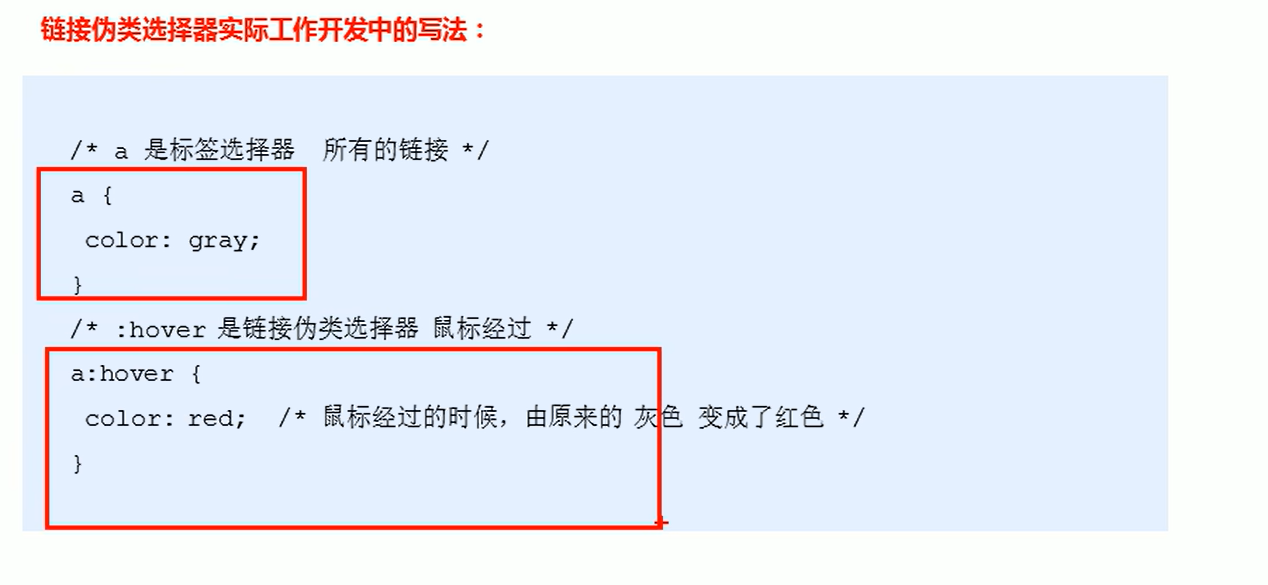 链接伪类选择器实际工作开发中的写法：
/* a 是标签选择器 所有的链接 */
a {
color: gray;
}
/* :hover 是链接伪类选择器 鼠标经过 */
a:hover {
color: red; /* 鼠标经过的时候，由原来的 灰色 变成了红色 */
}